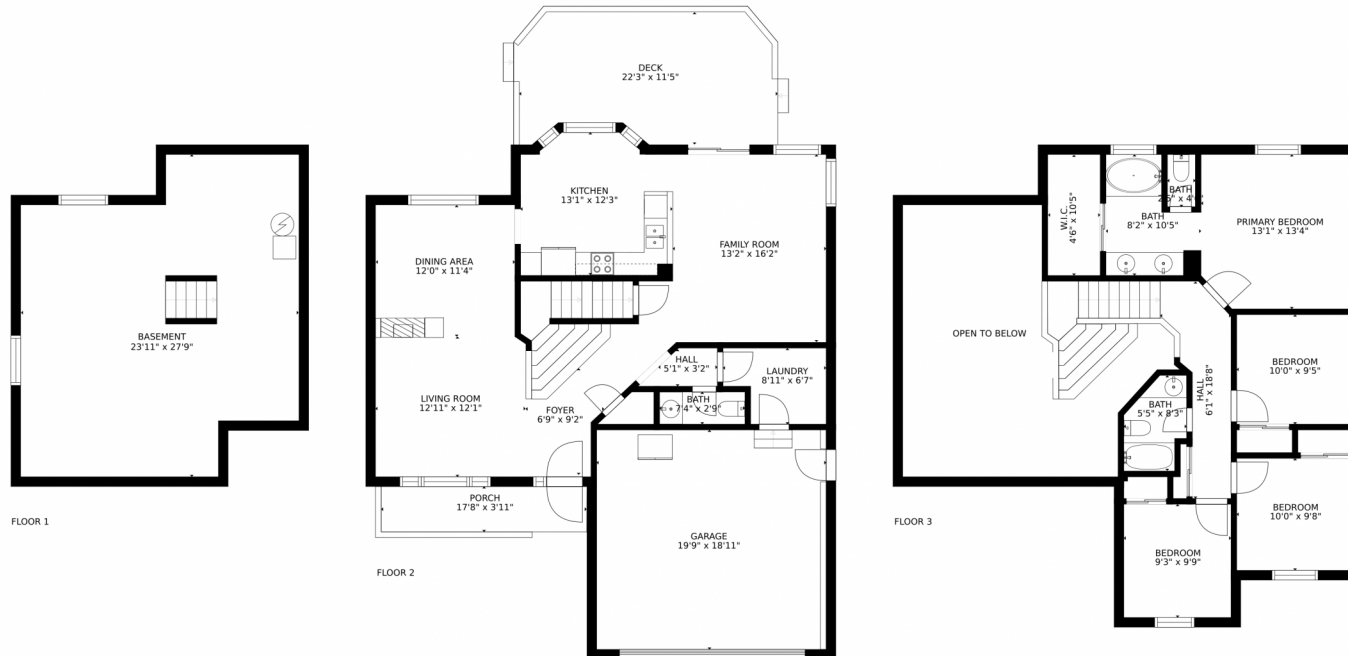 DECK
22'3" x 11'5"
KITCHEN
13'1" x 12'3"
FAMILY ROOM
13'2" x 16'2"
DINING AREA
12'0" x 11'4"
BASEMENT
23'11" x 27'9"
LIVING ROOM
12'11" x 12'1"
FOYER
6'9" x 9'2"
HALL
5'1" x 3'2"
LAUNDRY
8'11" x 6'7"
BATH
7'4" x 2'9"
PORCH
17'8" x 3'11"
GARAGE
19'9" x 18'11"
FLOOR 1
FLOOR 2
W.I.C.
4'6" x 10'5"
BATH
BATH
8'2" x 10'5"
PRIMARY BEDROOM
13'1" x 13'4"
OPEN TO BELOW
BEDROOM
10'0" x 9'5"
HALL
6'1" x 18'8"
BATH
5'5" x 8'3"
BEDROOM
10'0" x 9'8"
BEDROOM
9'3" x 9'9"
FLOOR 3